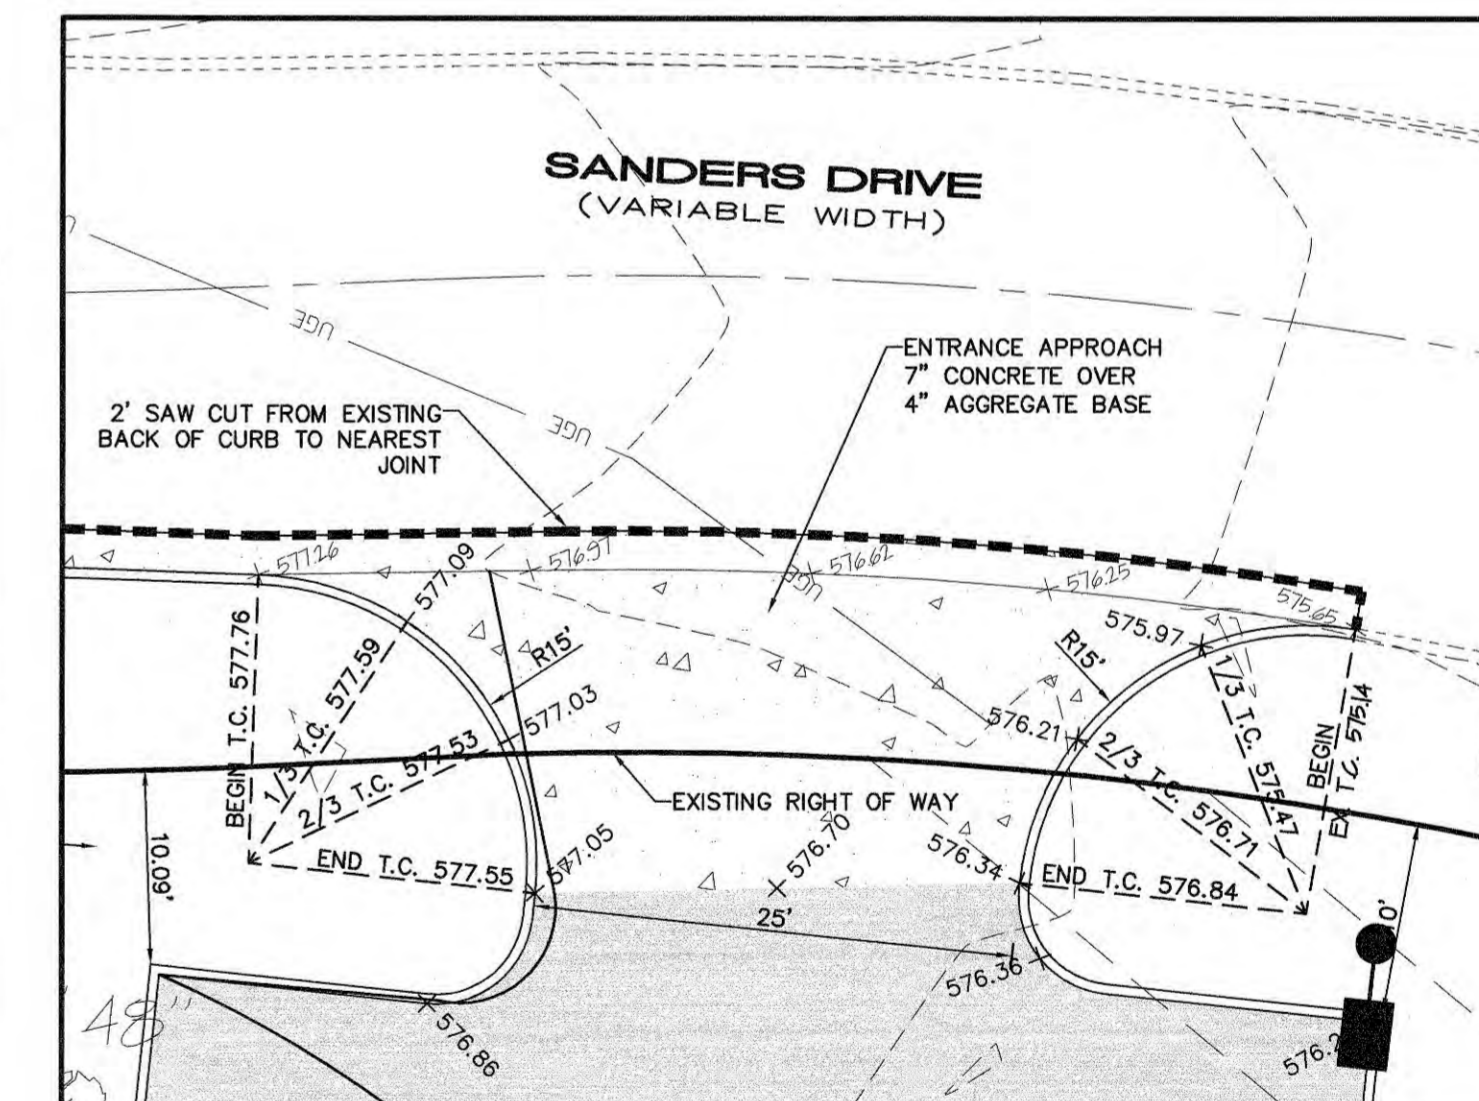 SANDERS DRIVE
(VARIABLE WIDTH)
UGE
ENTRANCE APPROACH
7" CONCRETE OVER
4" AGGREGATE BASE
2' SAW CUT FROM EXISTING
BACK OF CURB TO NEAREST
JOINT
UGE
577.26
577.09
576.97
576.62
UGE
576.25
575.65
BEGIN T.C. 577.76
1/3 T.C. 577.59
2/3 T.C. 577.53
577.03
R15'
END T.C. 577.55
577.05
R15'
575.97
1/3 T.C. 575.47
576.21
2/3 T.C. 576.71
BEGIN
EX. T.C. 575.14
EXISTING RIGHT OF WAY
10.09'
576.70
576.34
END T.C. 576.84
25'
10'
576.36
48"
576.86